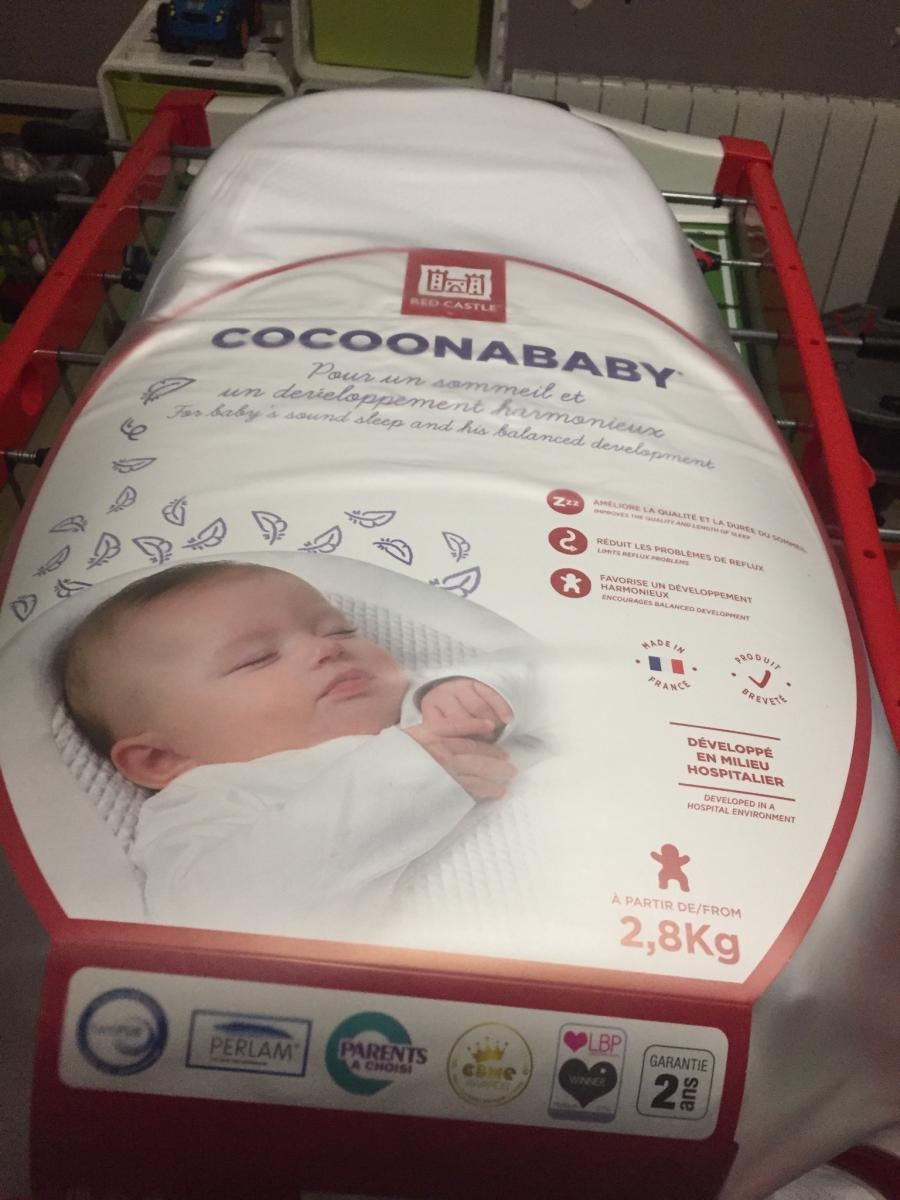 RED CASTLE
COCOONABABY
Pour un sommeil et
un developpement harmonieux
For baby's sound sleep and his balanced development
Zzz
AMÉLIORE LA QUALITÉ ET LA DURÉE DU SOMMEIL
IMPROVES THE QUALITY AND LENGTH OF SLEEP
RÉDUIT LES PROBLÈMES DE REFLUX
LIMITS REFLUX PROBLEMS
FAVORISE UN DÉVELOPPEMENT
HARMONIEUX
ENCOURAGES BALANCED DEVELOPMENT
MADE IN
FRANCE
PRODUIT
BREVETÉ
DÉVELOPPÉ
EN MILIEU
HOSPITALIER
DEVELOPED IN A
HOSPITAL ENVIRONMENT
À PARTIR DE/FROM
2,8Kg
PERLAM
PARENTS
A CHOISI
LBP
WINNER
GARANTIE
2 ans